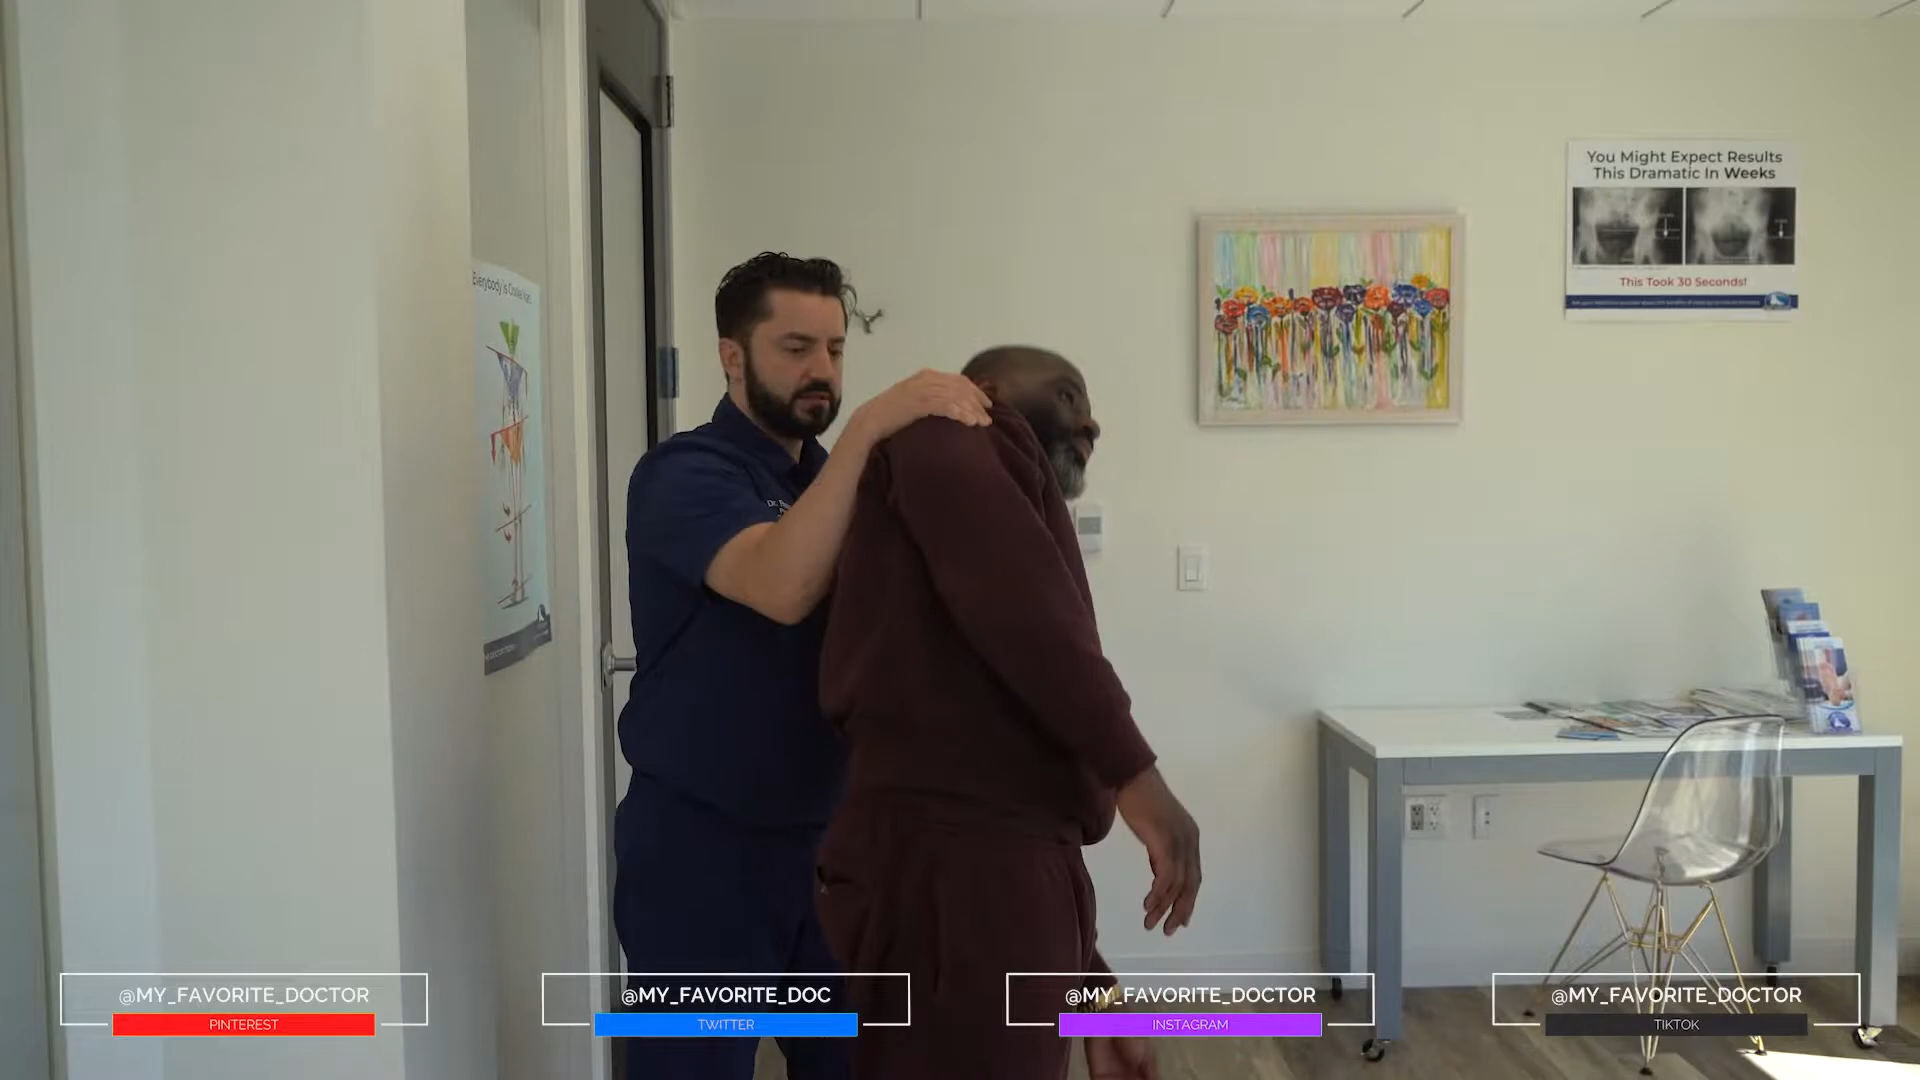 You Might Expect Results
This Dramatic In Weeks
This Took 30 Seconds!
Everybody is
Dr.
@MY_FAVORITE_DOCTOR
PINTEREST
@MY_FAVORITE_DOC
TWITTER
@MY_FAVORITE_DOCTOR
INSTAGRAM
@MY_FAVORITE_DOCTOR
TIKTOK